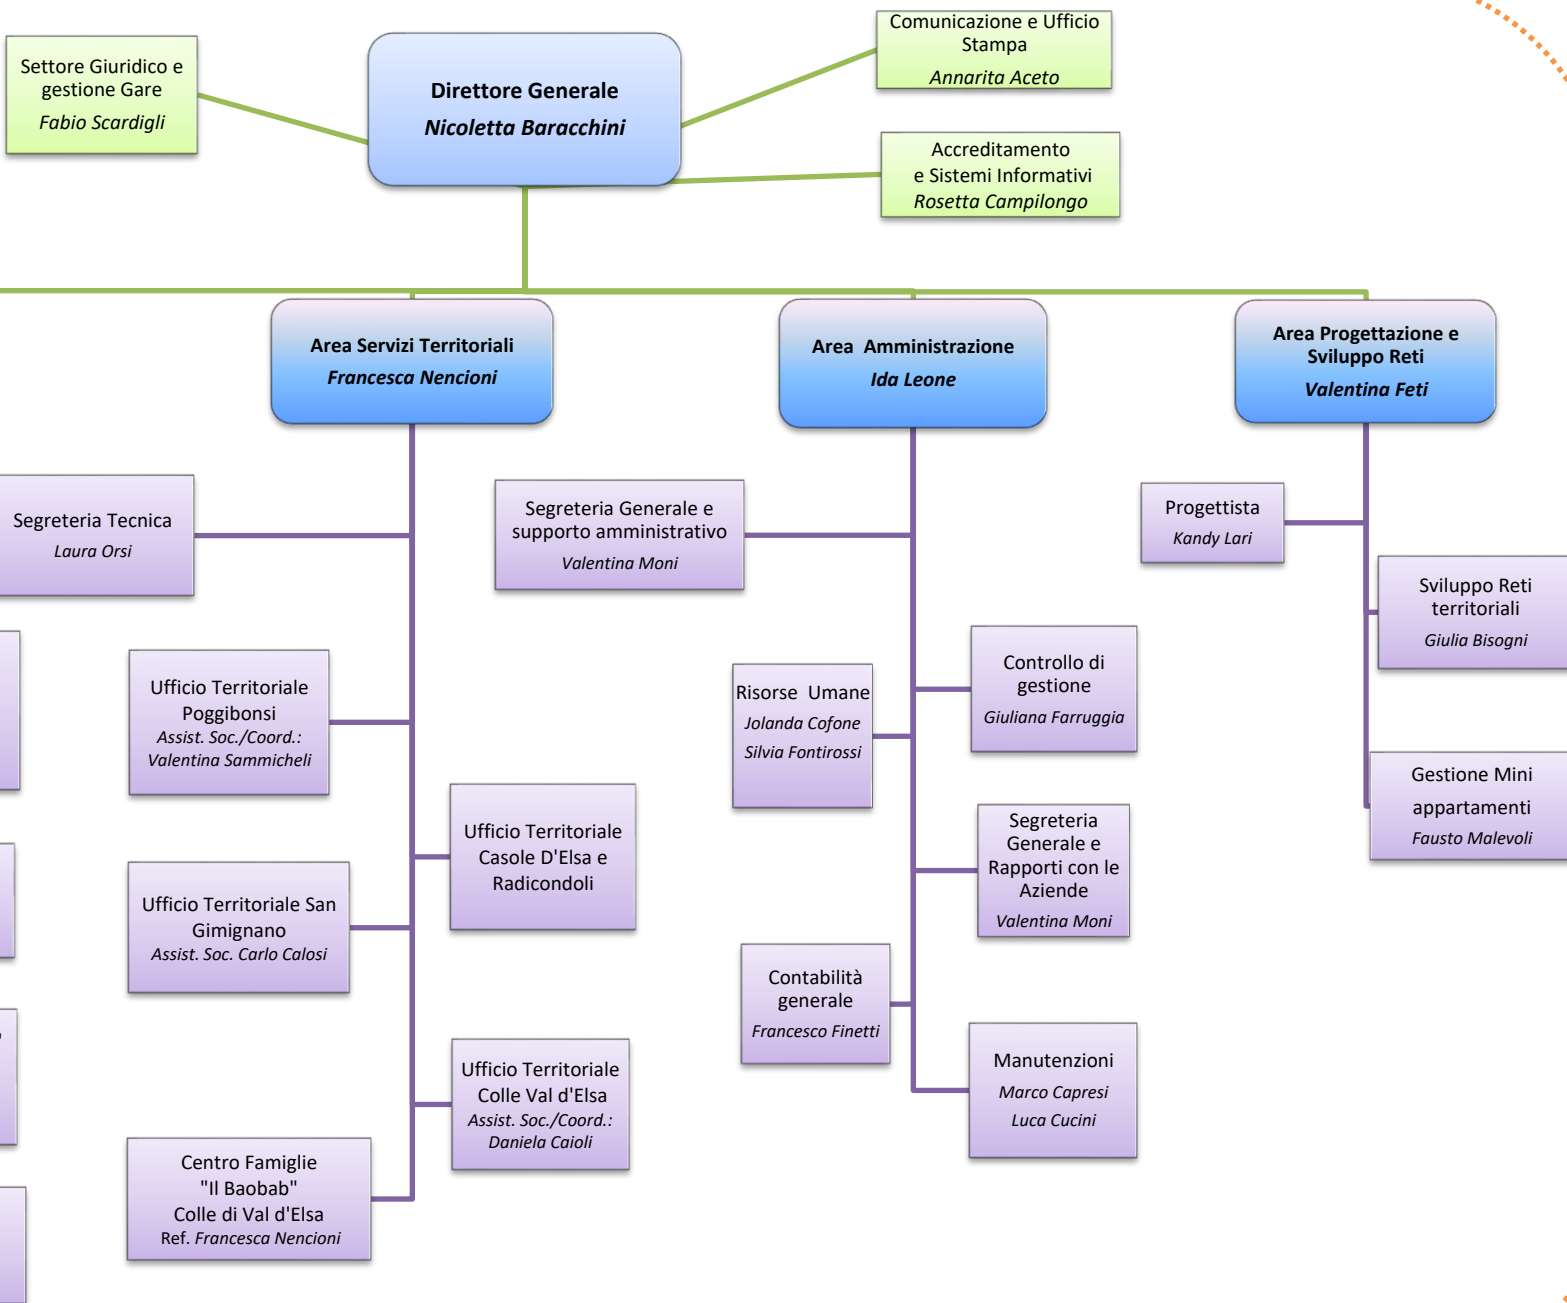 Settore Giuridico e
gestione Gare
Fabio Scardigli
Direttore Generale
Nicoletta Baracchini
Comunicazione e Ufficio
Stampa
Annarita Aceto
Accreditamento
e Sistemi Informativi
Rosetta Campilongo
Area Servizi Territoriali
Francesca Nencioni
Area  Amministrazione
Ida Leone
Area Progettazione e
Sviluppo Reti
Valentina Feti
Segreteria Tecnica
Laura Orsi
Segreteria Generale e
supporto amministrativo
Valentina Moni
Progettista
Kandy Lari
Sviluppo Reti
territoriali
Giulia Bisogni
Ufficio Territoriale
Poggibonsi
Assist. Soc./Coord.:
Valentina Sammicheli
Risorse  Umane
Jolanda Cofone
Silvia Fontirossi
Controllo di
gestione
Giuliana Farruggia
Gestione Mini
appartamenti
Fausto Malevoli
Ufficio Territoriale
Casole D'Elsa e
Radicondoli
Segreteria
Generale e
Rapporti con le
Aziende
Valentina Moni
Ufficio Territoriale San
Gimignano
Assist. Soc. Carlo Calosi
Contabilità
generale
Francesco Finetti
Manutenzioni
Marco Capresi
Luca Cucini
Ufficio Territoriale
Colle Val d'Elsa
Assist. Soc./Coord.:
Daniela Caioli
Centro Famiglie
"Il Baobab"
Colle di Val d'Elsa
Ref. Francesca Nencioni